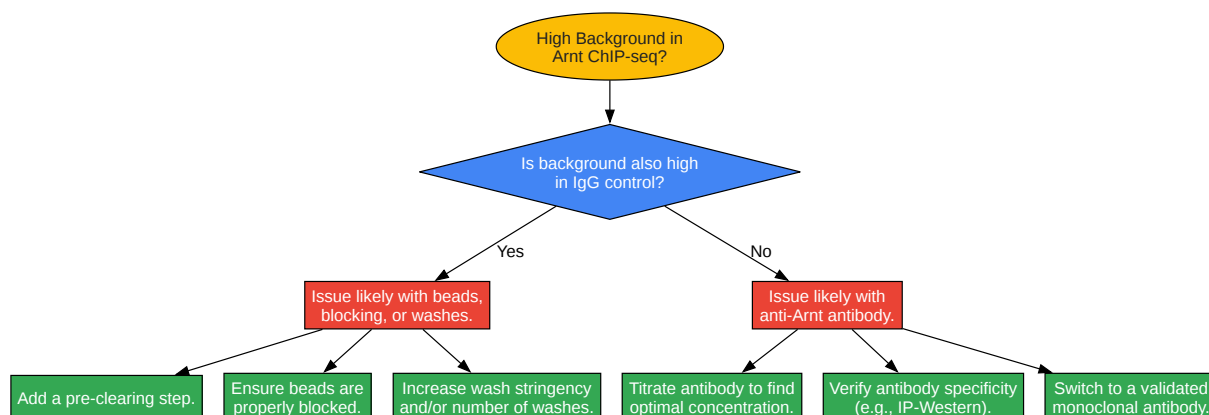 High Background in
Arnt ChIP-seq?
Is background also high
in IgG control?
Yes
No
Issue likely with beads,
blocking, or washes.
Issue likely with
anti-Arnt antibody.
Add a pre-clearing step.
Ensure beads are
properly blocked.
Increase wash stringency
and/or number of washes.
Titrate antibody to find
optimal concentration.
Verify antibody specificity
(e.g., IP-Western).
Switch to a validated
monoclonal antibody.